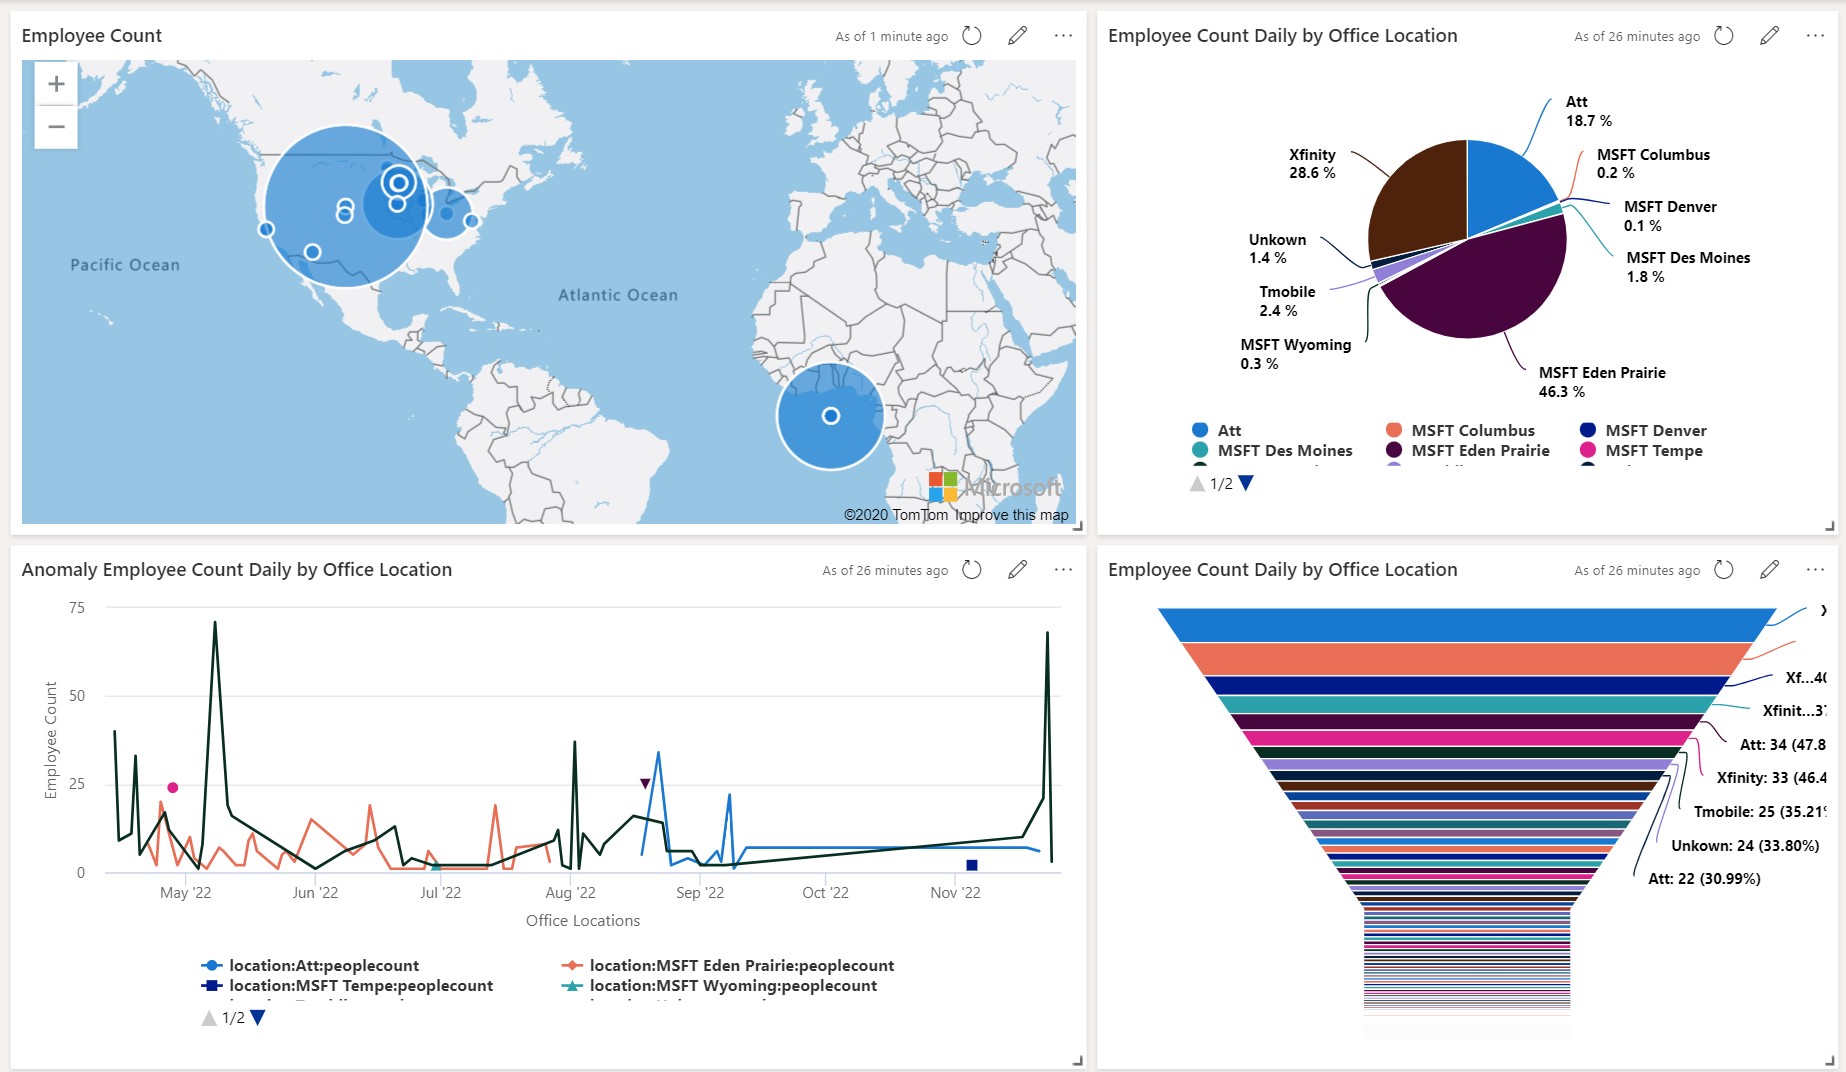 Employee Count
As of 1 minute ago
+
−
Pacific Ocean
Atlantic Ocean
Microsoft
©2020 TomTom Improve this map
Employee Count Daily by Office Location
As of 26 minutes ago
Att
18.7 %
MSFT Columbus
0.2 %
MSFT Denver
0.1 %
MSFT Des Moines
1.8 %
MSFT Eden Prairie
46.3 %
MSFT Wyoming
0.3 %
Tmobile
2.4 %
Unkown
1.4 %
Xfinity
28.6 %
Att MSFT Columbus MSFT Denver
MSFT Des Moines MSFT Eden Prairie MSFT Tempe
1/2
Anomaly Employee Count Daily by Office Location
As of 26 minutes ago
75
50
25
0
Employee Count
May '22 Jun '22 Jul '22 Aug '22 Sep '22 Oct '22 Nov '22
Office Locations
location:Att:peoplecount location:MSFT Eden Prairie:peoplecount
location:MSFT Tempe:peoplecount location:MSFT Wyoming:peoplecount
1/2
Employee Count Daily by Office Location
As of 26 minutes ago
Xf...40
Xfinit...37
Att: 34 (47.8
Xfinity: 33 (46.4
Tmobile: 25 (35.21
Unkown: 24 (33.80%)
Att: 22 (30.99%)